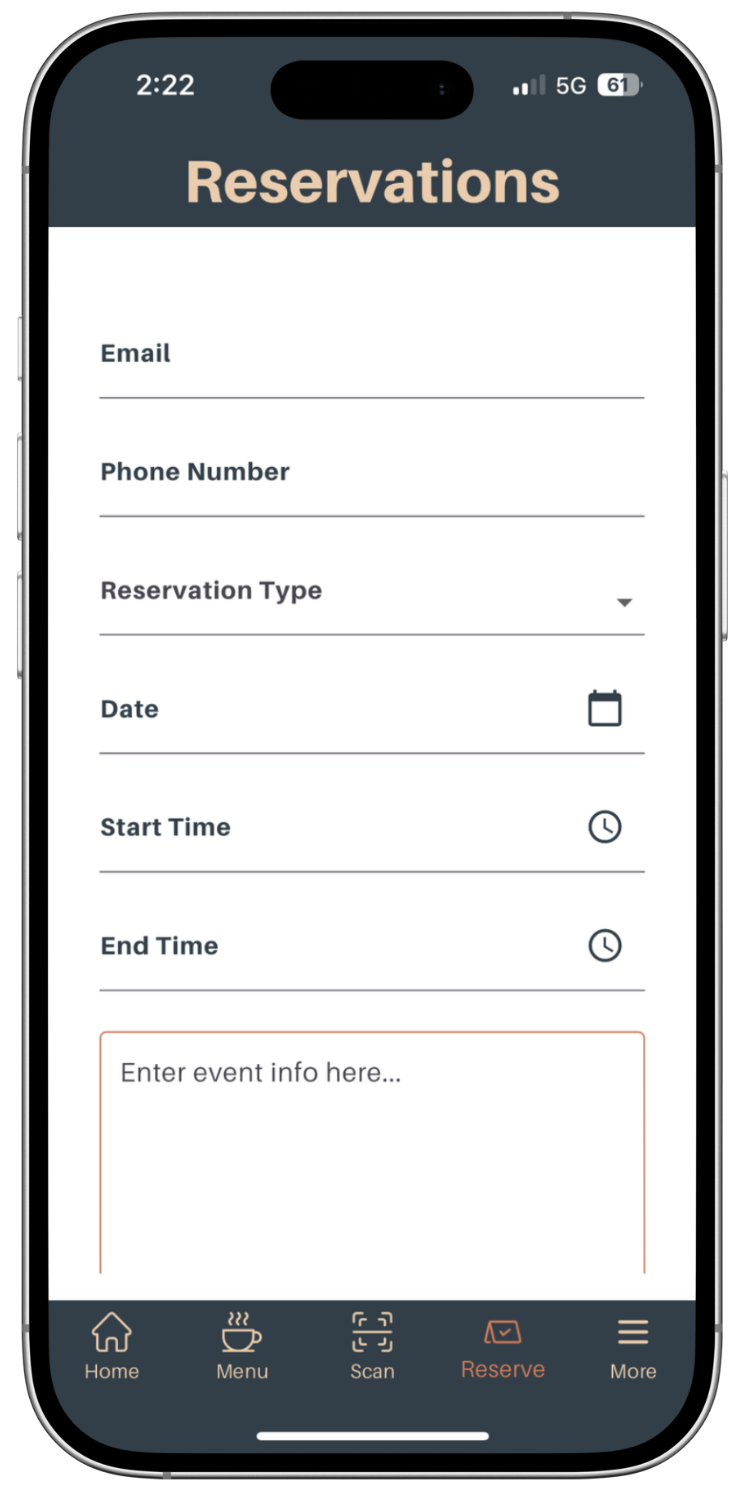 2:22 5G 61
Reservations
Email
Phone Number
Reservation Type
Date
Start Time
End Time
Enter event info here...
Home Menu Scan Reserve More